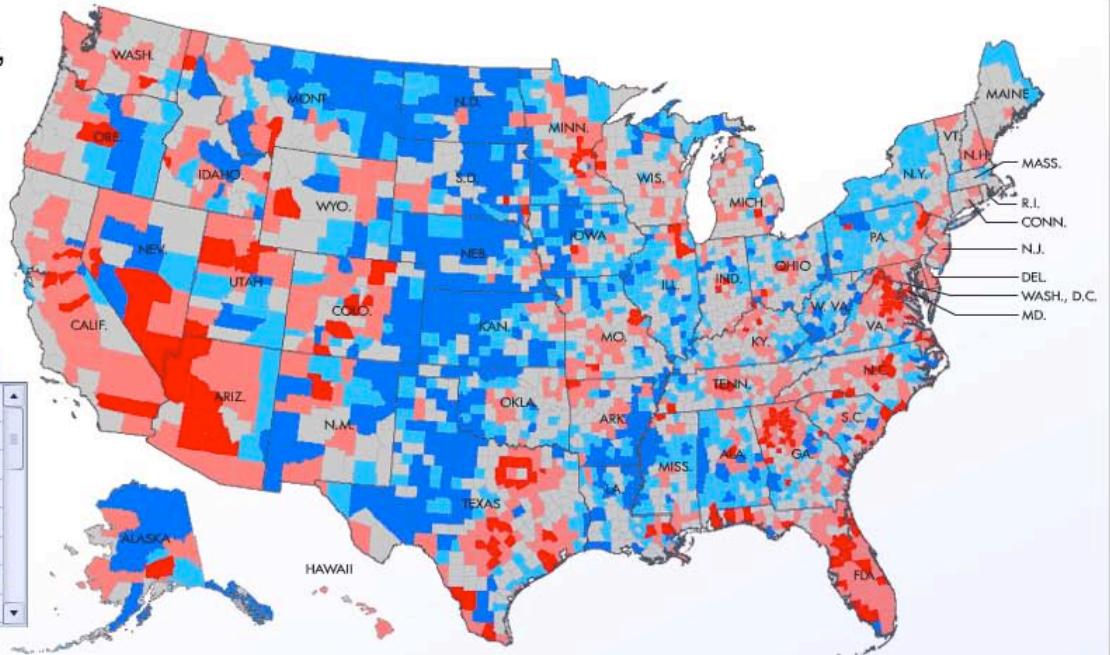 WASH.
MAINE
MONT.
N.D.
MINN.
VT.
ORE.
N.H.
MASS.
IDAHO.
S.D.
WIS.
N.Y.
WYO.
MICH.
R.I.
CONN.
IOWA
PA.
NEV.
NEB.
N.J.
OHIO
UTAH
ILL.
IND.
DEL.
WASH., D.C.
COLO.
W. VA.
MD.
CALIF.
KAN.
MO.
VA.
KY.
N.C.
TENN.
ARIZ.
OKLA.
ARK.
S.C.
N.M.
MISS.
ALA.
GA.
LA.
TEXAS
ALASKA
HAWAII
FLA.